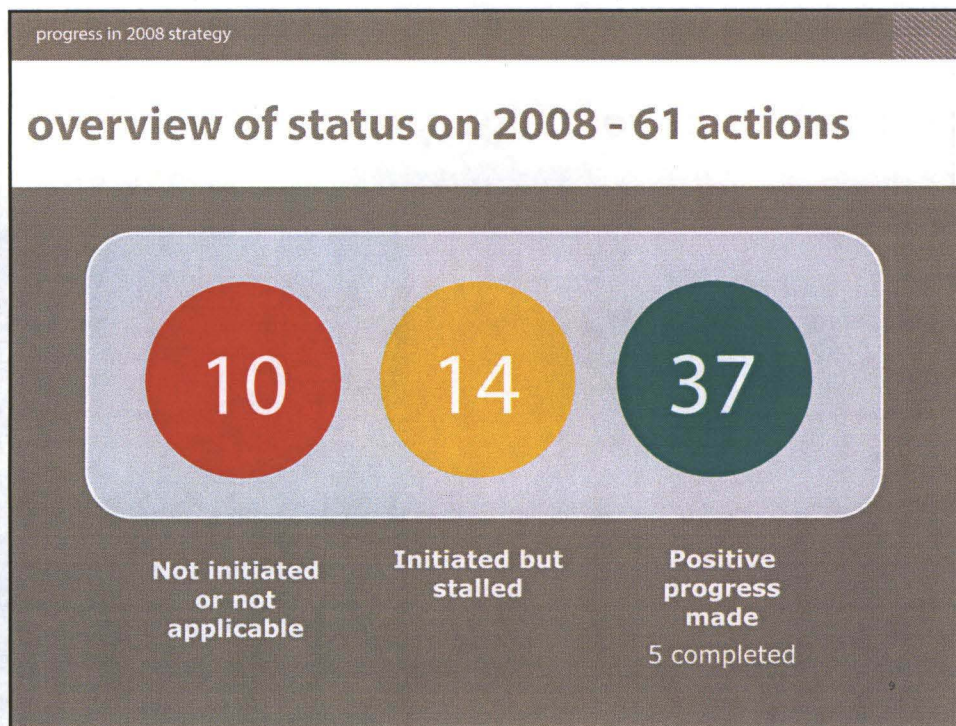 progress in 2008 strategy
overview of status on 2008 - 61 actions
10
14
37
Not initiated
or not
applicable
Initiated but
stalled
Positive
progress
made
5 completed
9